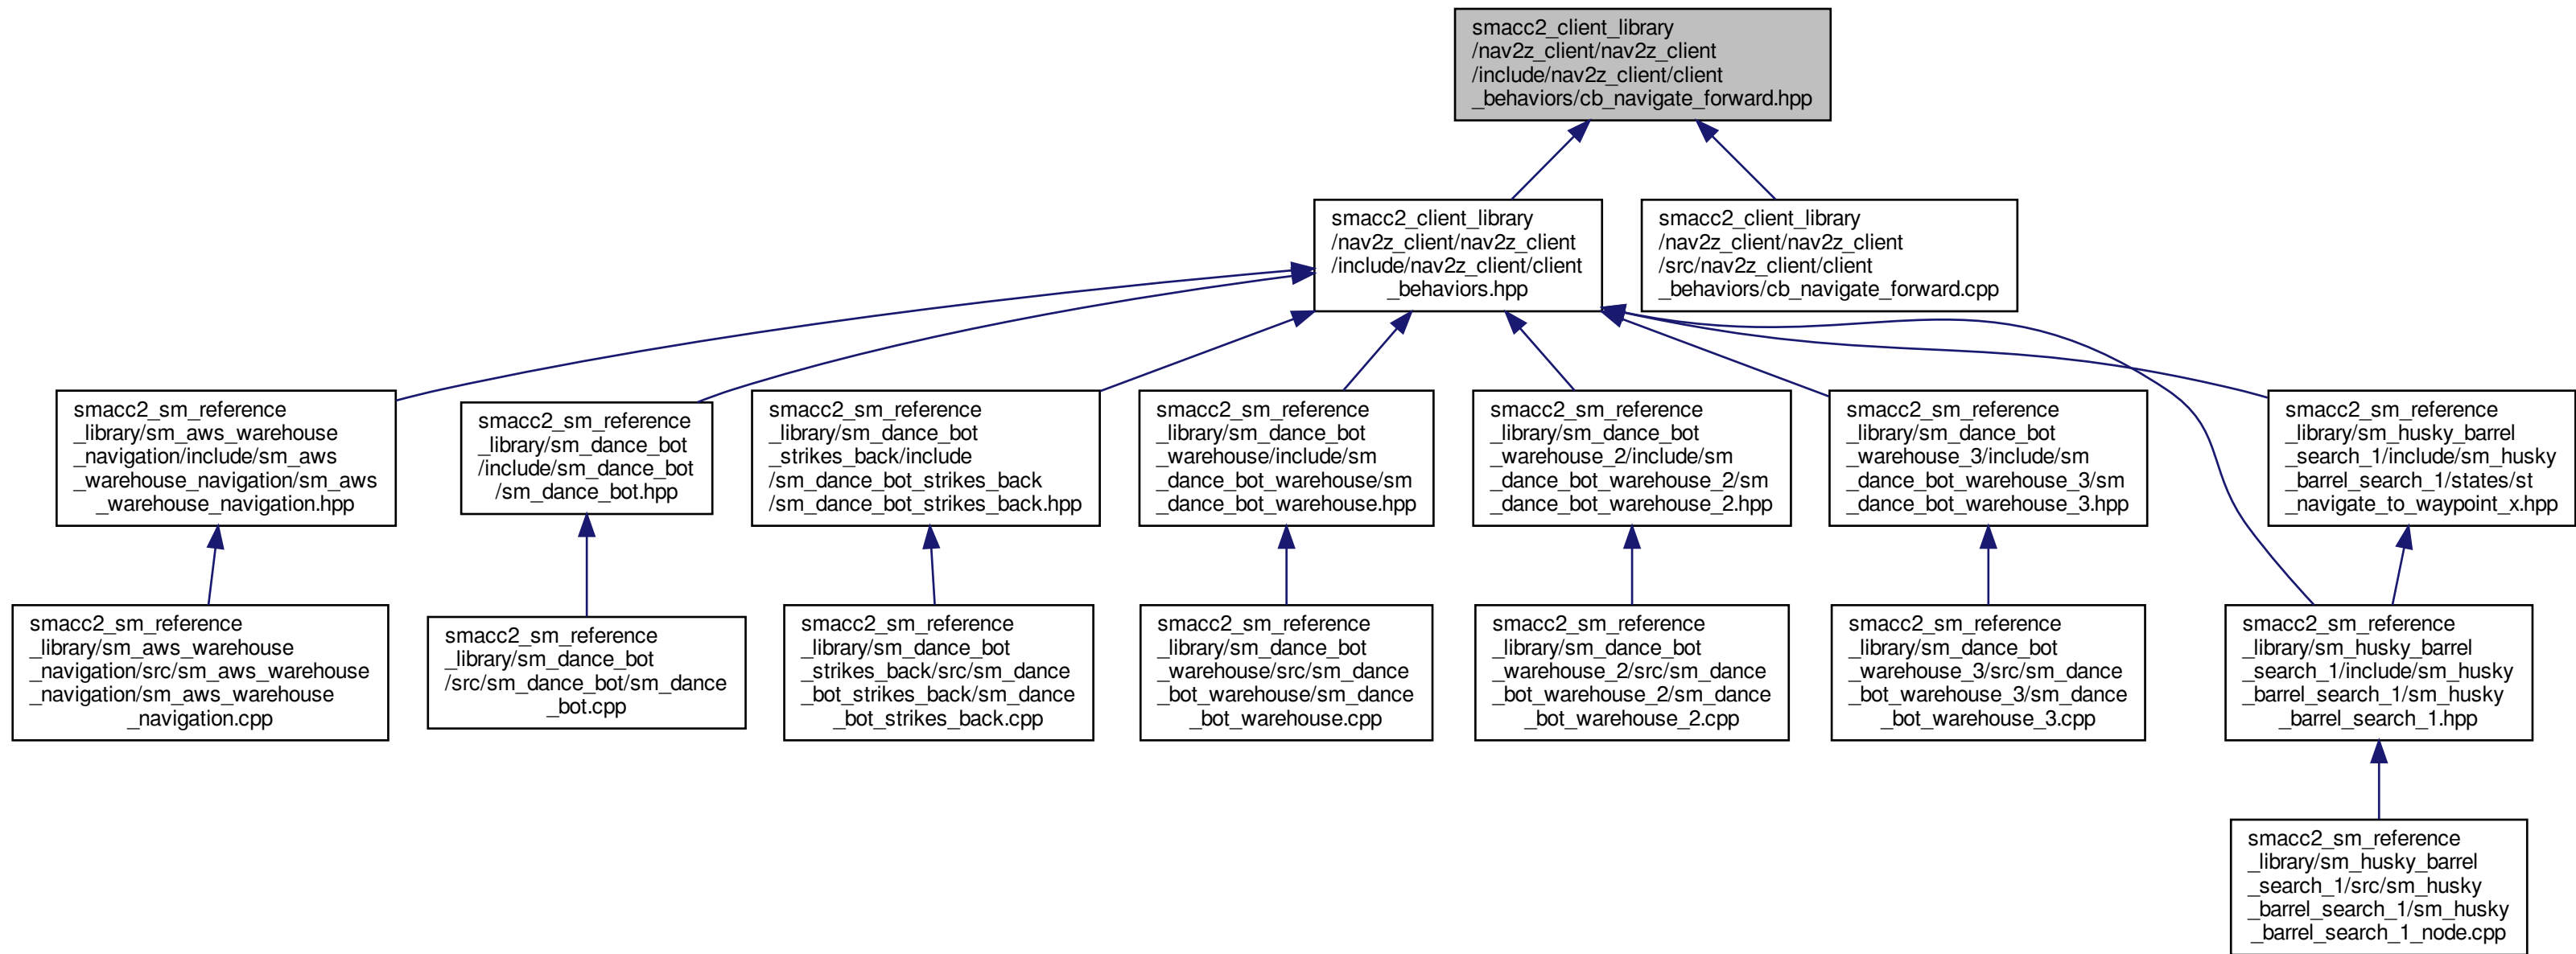 smacc2_client_library
/nav2z_client/nav2z_client
/include/nav2z_client/client
_behaviors/cb_navigate_forward.hpp
smacc2_client_library
/nav2z_client/nav2z_client
/include/nav2z_client/client
_behaviors.hpp
smacc2_client_library
/nav2z_client/nav2z_client
/src/nav2z_client/client
_behaviors/cb_navigate_forward.cpp
smacc2_sm_reference
_library/sm_aws_warehouse
_navigation/include/sm_aws
_warehouse_navigation/sm_aws
_warehouse_navigation.hpp
smacc2_sm_reference
_library/sm_dance_bot
/include/sm_dance_bot
/sm_dance_bot.hpp
smacc2_sm_reference
_library/sm_dance_bot
_strikes_back/include
/sm_dance_bot_strikes_back
/sm_dance_bot_strikes_back.hpp
smacc2_sm_reference
_library/sm_dance_bot
_warehouse/include/sm
_dance_bot_warehouse/sm
_dance_bot_warehouse.hpp
smacc2_sm_reference
_library/sm_dance_bot
_warehouse_2/include/sm
_dance_bot_warehouse_2/sm
_dance_bot_warehouse_2.hpp
smacc2_sm_reference
_library/sm_dance_bot
_warehouse_3/include/sm
_dance_bot_warehouse_3/sm
_dance_bot_warehouse_3.hpp
smacc2_sm_reference
_library/sm_husky_barrel
_search_1/include/sm_husky
_barrel_search_1/states/st
_navigate_to_waypoint_x.hpp
smacc2_sm_reference
_library/sm_aws_warehouse
_navigation/src/sm_aws_warehouse
_navigation/sm_aws_warehouse
_navigation.cpp
smacc2_sm_reference
_library/sm_dance_bot
/src/sm_dance_bot/sm_dance
_bot.cpp
smacc2_sm_reference
_library/sm_dance_bot
_strikes_back/src/sm_dance
_bot_strikes_back/sm_dance
_bot_strikes_back.cpp
smacc2_sm_reference
_library/sm_dance_bot
_warehouse/src/sm_dance
_bot_warehouse/sm_dance
_bot_warehouse.cpp
smacc2_sm_reference
_library/sm_dance_bot
_warehouse_2/src/sm_dance
_bot_warehouse_2/sm_dance
_bot_warehouse_2.cpp
smacc2_sm_reference
_library/sm_dance_bot
_warehouse_3/src/sm_dance
_bot_warehouse_3/sm_dance
_bot_warehouse_3.cpp
smacc2_sm_reference
_library/sm_husky_barrel
_search_1/include/sm_husky
_barrel_search_1/sm_husky
_barrel_search_1.hpp
smacc2_sm_reference
_library/sm_husky_barrel
_search_1/src/sm_husky
_barrel_search_1/sm_husky
_barrel_search_1_node.cpp